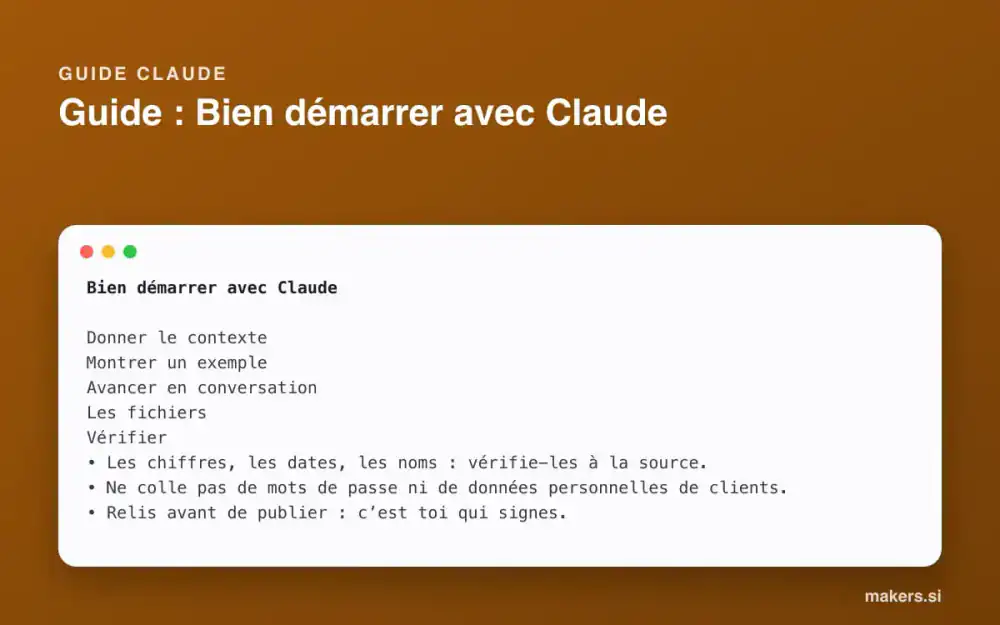 GUIDE CLAUDE
Guide : Bien démarrer avec Claude
Bien démarrer avec Claude
Donner le contexte
Montrer un exemple
Avancer en conversation
Les fichiers
Vérifier
• Les chiffres, les dates, les noms : vérifie-les à la source.
• Ne colle pas de mots de passe ni de données personnelles de clients.
• Relis avant de publier : c’est toi qui signes.
makers.si